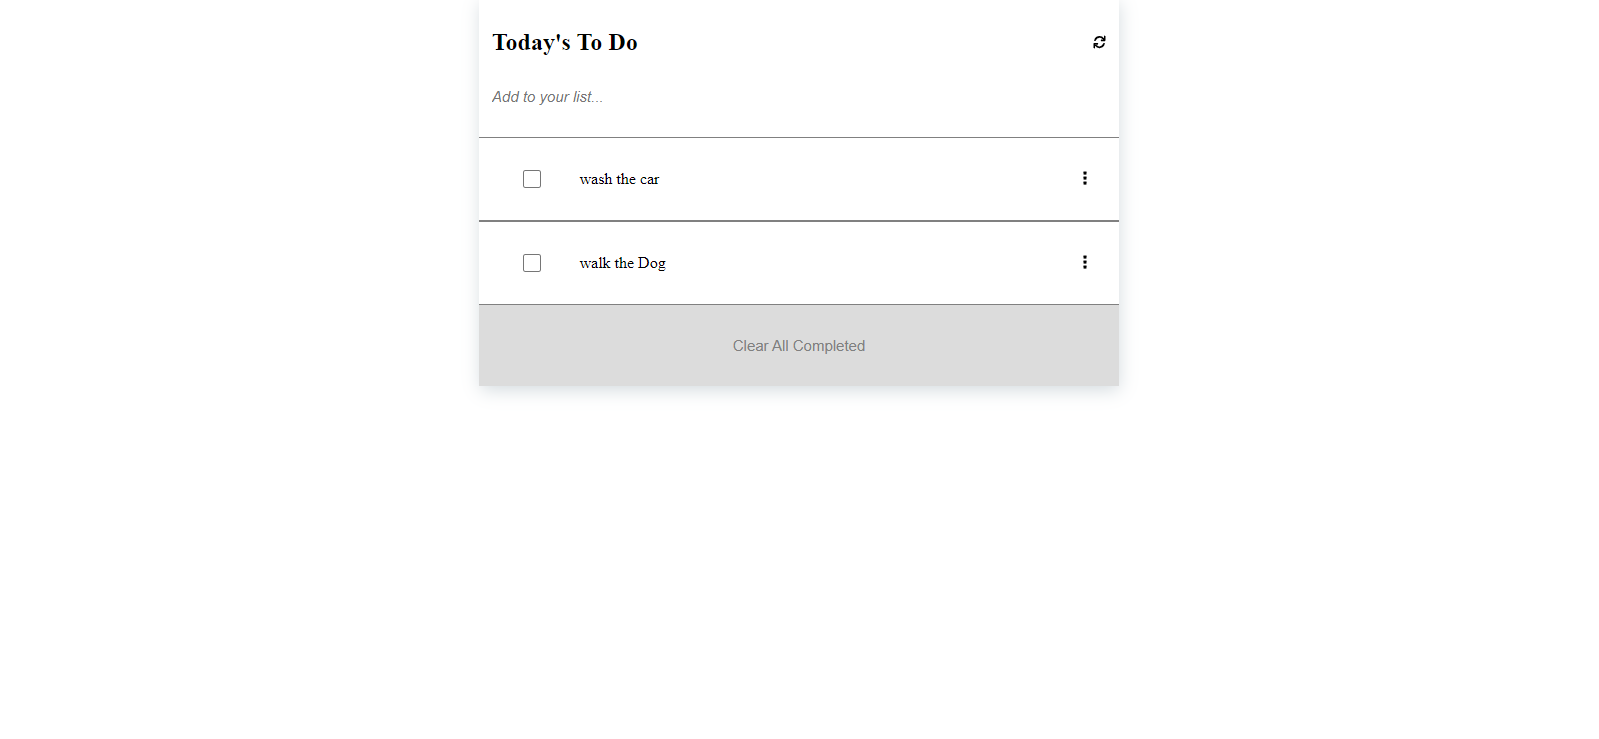 Today's To Do
Add to your list...
wash the car
walk the Dog
Clear All Completed